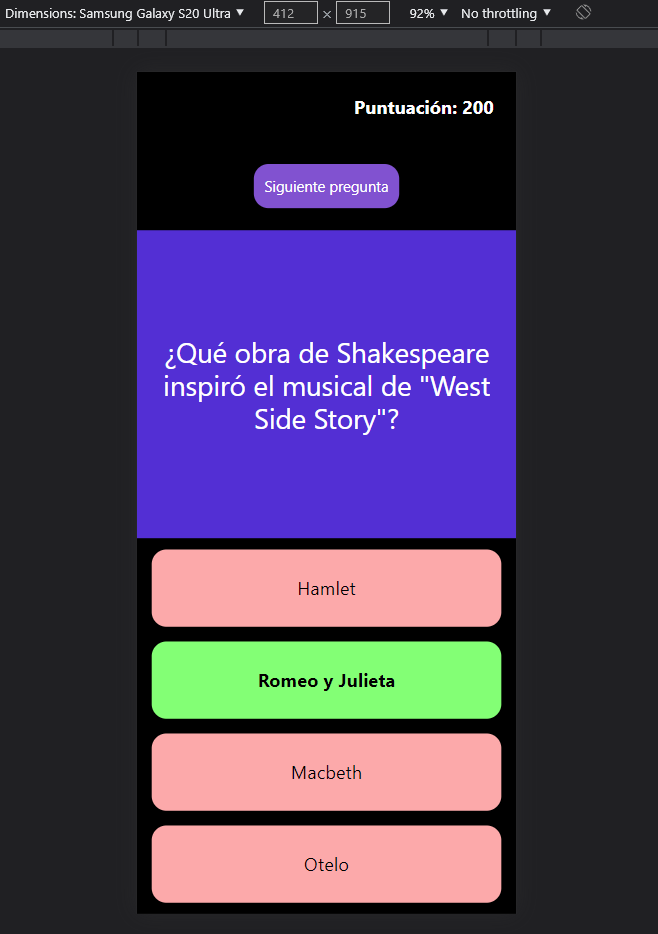 Dimensions: Samsung Galaxy S20 Ultra ▼ 412 × 915 92% ▼ No throttling ▼
Puntuación: 200
Siguiente pregunta
¿Qué obra de Shakespeare
inspiró el musical de "West
Side Story"?
Hamlet
Romeo y Julieta
Macbeth
Otelo